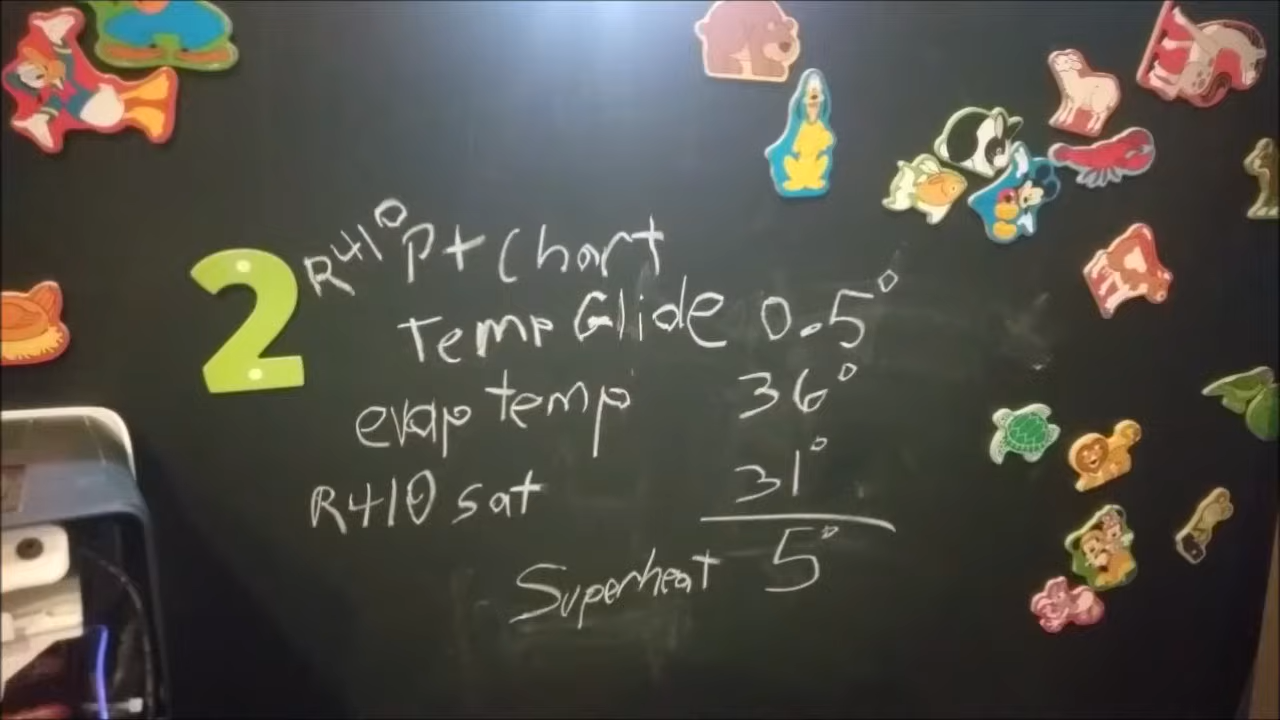 2
R410 Pt Chart
Temp Glide 0.5°
evap temp 36°
R410 sat 31°
Superheat 5°